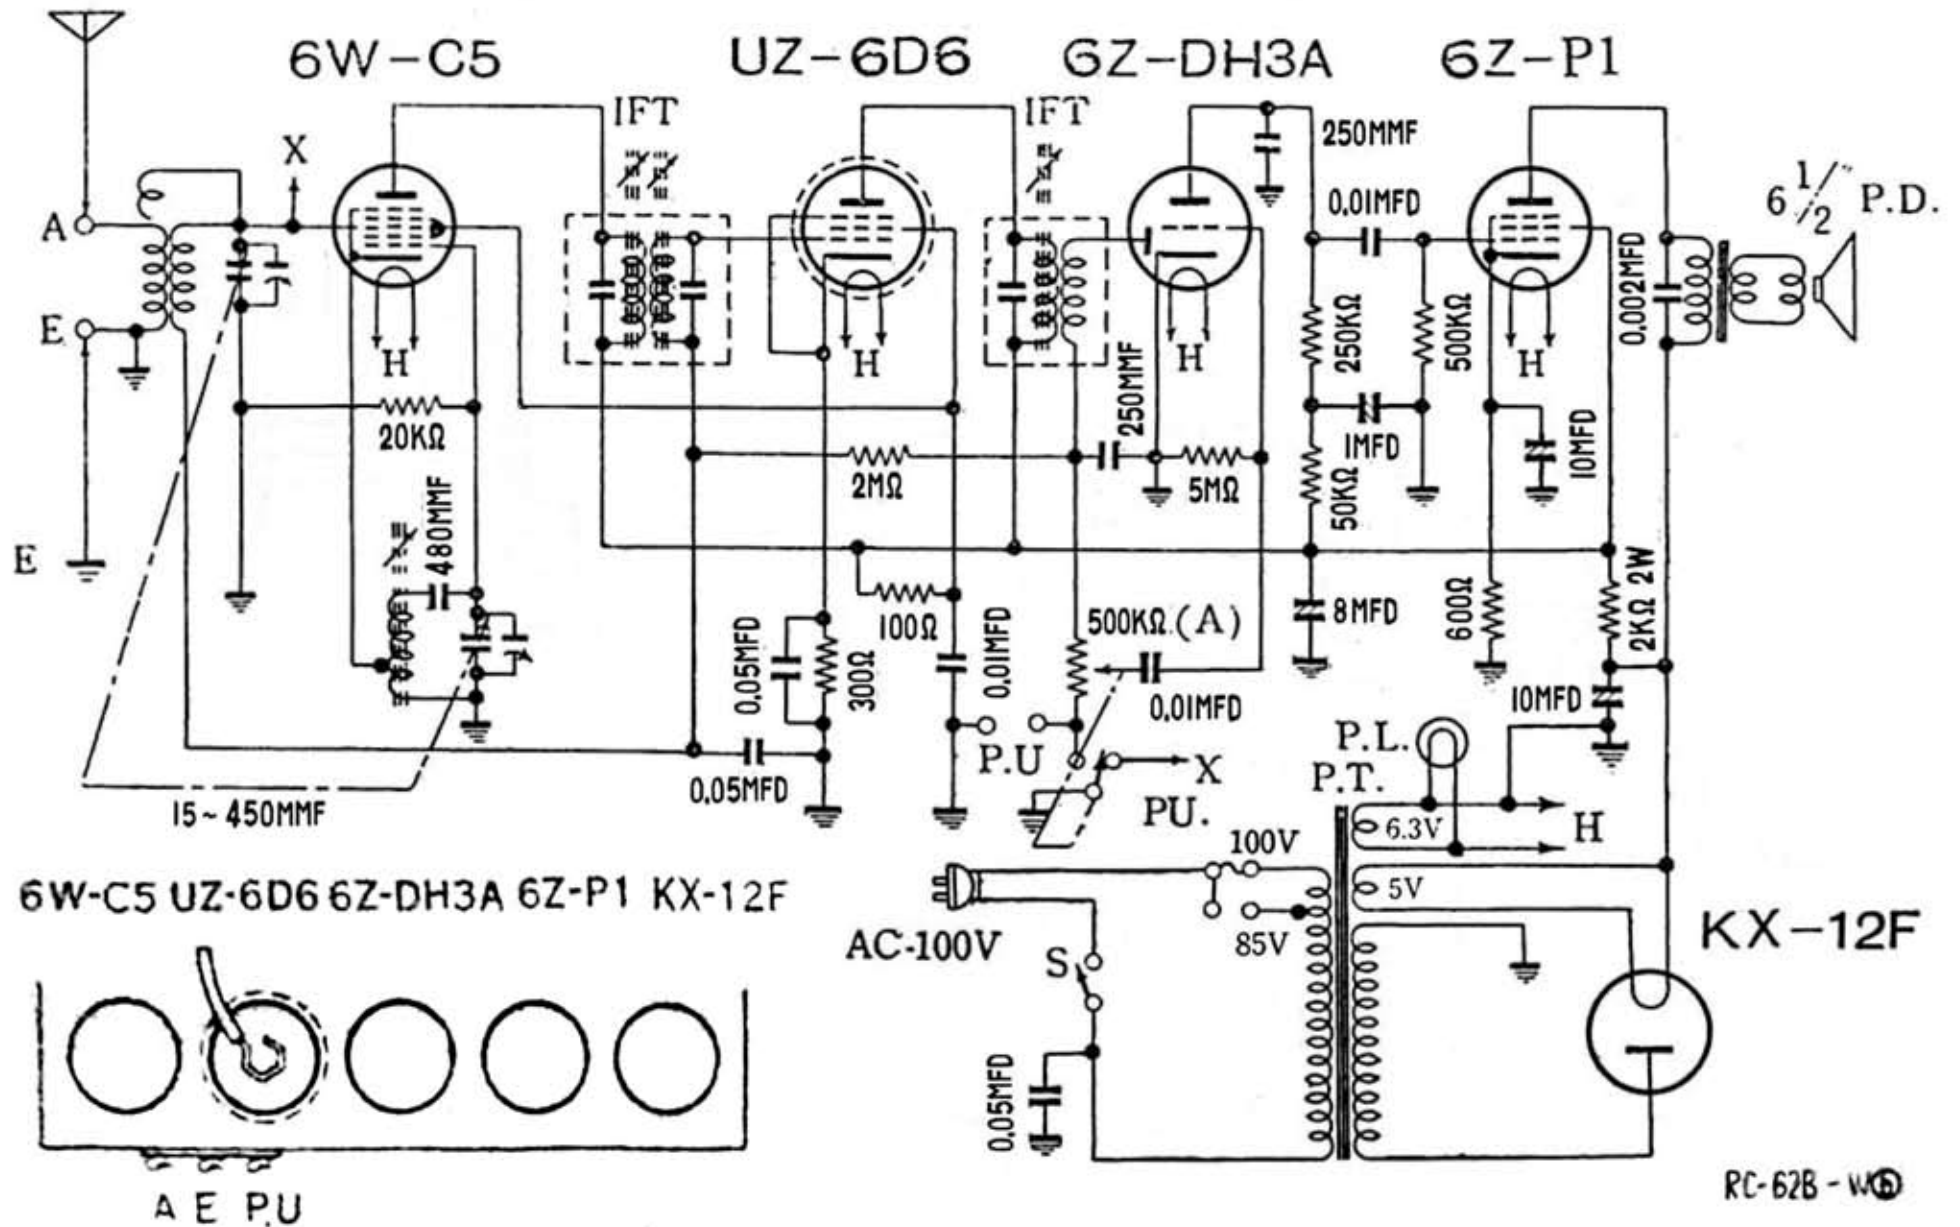 6W-C5 UZ-6D6 6Z-DH3A 6Z-P1
IFT IFT
X
250MMF
0.01MFD
6 1/2" P.D.
A
E
H H H H
250KΩ
500KΩ
0.002MFD
20KΩ
250MMF
1MFD
10MFD
2MΩ
5MΩ
50KΩ
480MMF
E
100Ω
500KΩ.(A)
8MFD
600Ω
2KΩ 2W
0.05MFD
300Ω
0.01MFD
0.01MFD
10MFD
P.U
X
PU.
P.L.
P.T.
0.05MFD
15~450MMF
6.3V
H
100V
5V
85V
AC-100V
S
KX-12F
0.05MFD
6W-C5 UZ-6D6 6Z-DH3A 6Z-P1 KX-12F
A E P.U